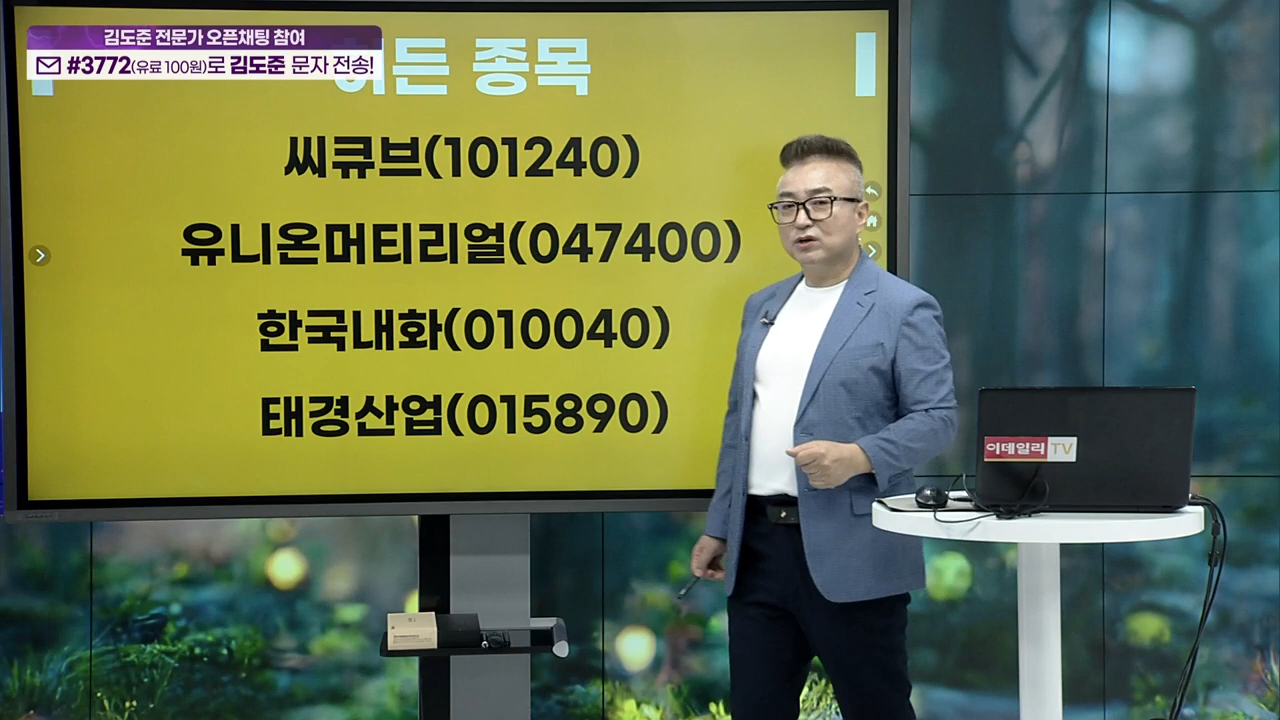 김도준 전문가 오픈채팅 참여
#3772(유료 100원)로 김도준 문자 전송!
종목
씨큐브(101240)
유니온머티리얼(047400)
한국내화(010040)
태경산업(015890)
이데일리 TV